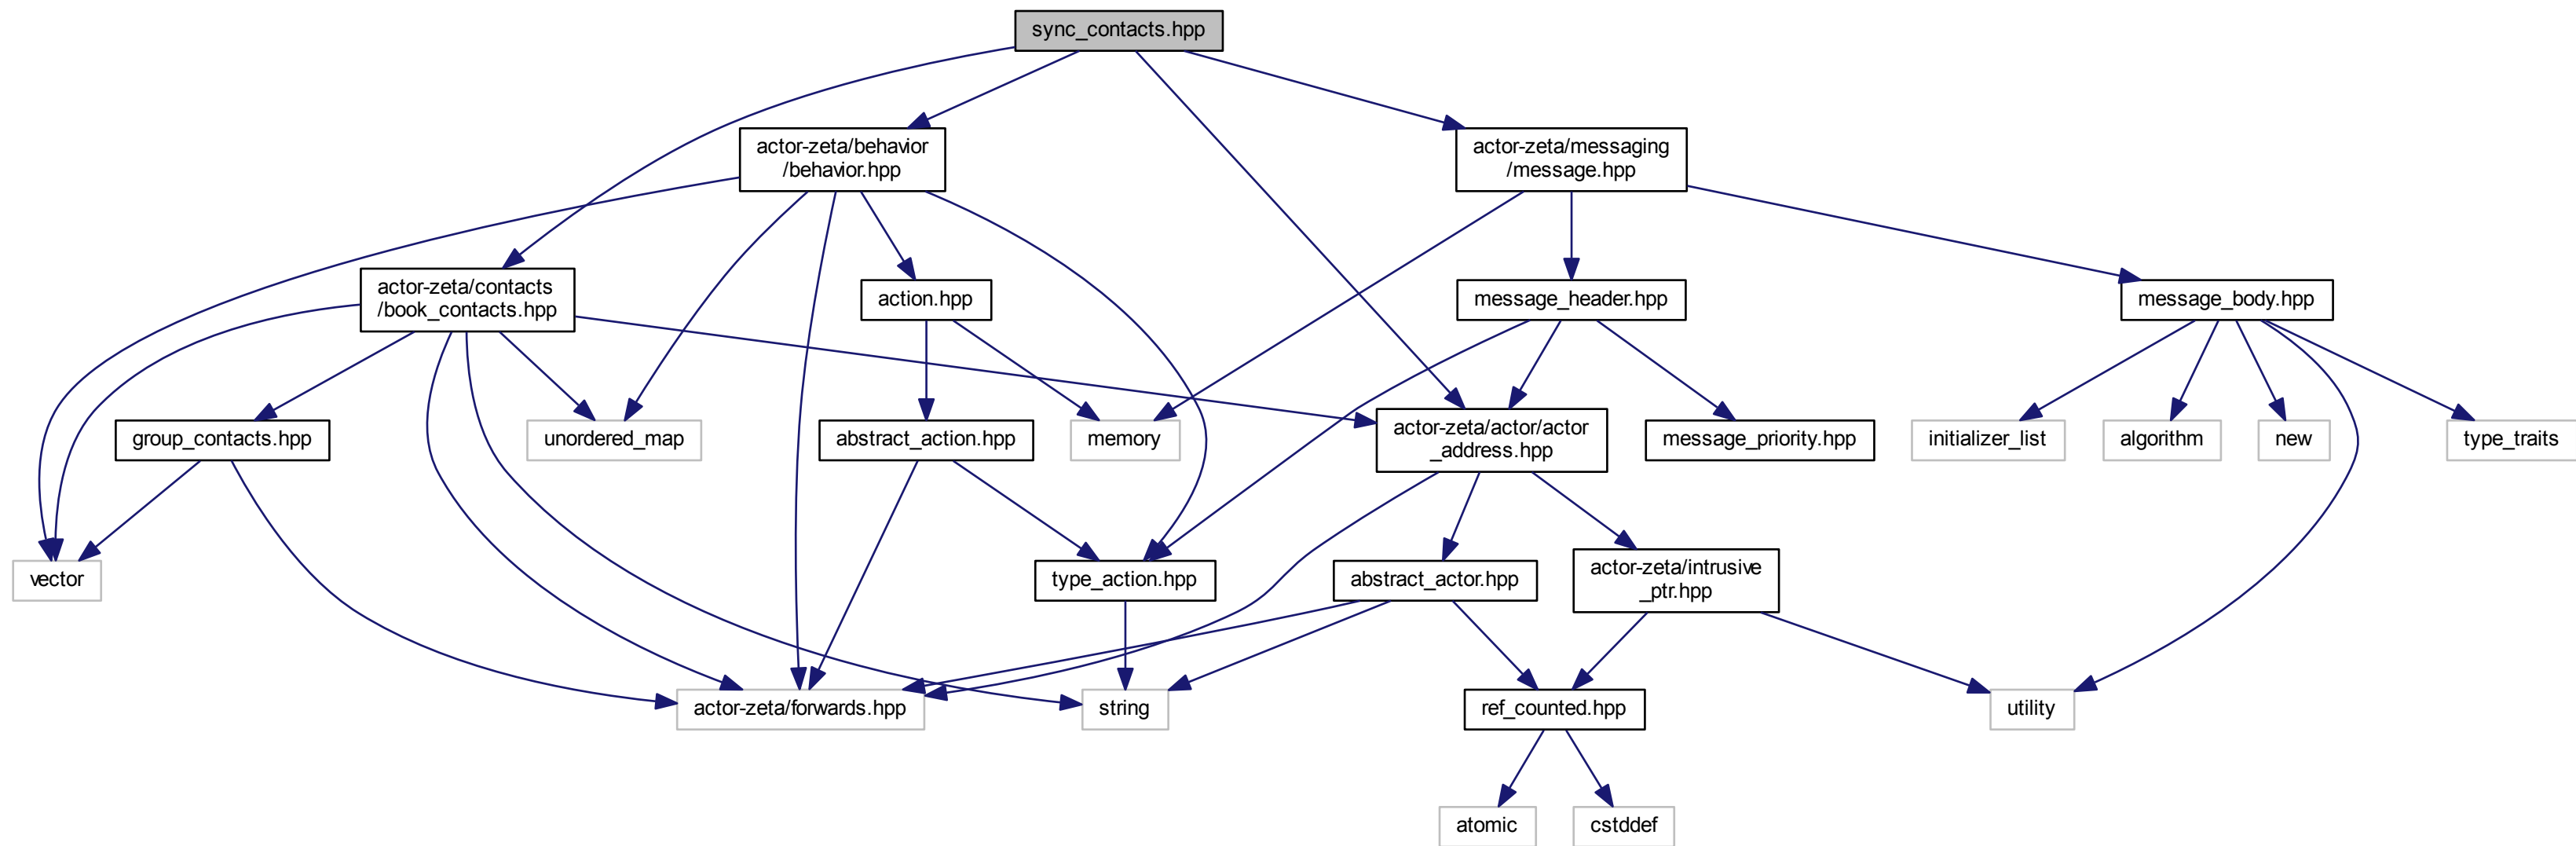 sync_contacts.hpp
actor-zeta/behavior
/behavior.hpp
actor-zeta/messaging
/message.hpp
actor-zeta/contacts
/book_contacts.hpp
action.hpp
message_header.hpp
message_body.hpp
group_contacts.hpp
unordered_map
abstract_action.hpp
memory
actor-zeta/actor/actor
_address.hpp
message_priority.hpp
initializer_list
algorithm
new
type_traits
vector
type_action.hpp
abstract_actor.hpp
actor-zeta/intrusive
_ptr.hpp
actor-zeta/forwards.hpp
string
ref_counted.hpp
utility
atomic
cstddef